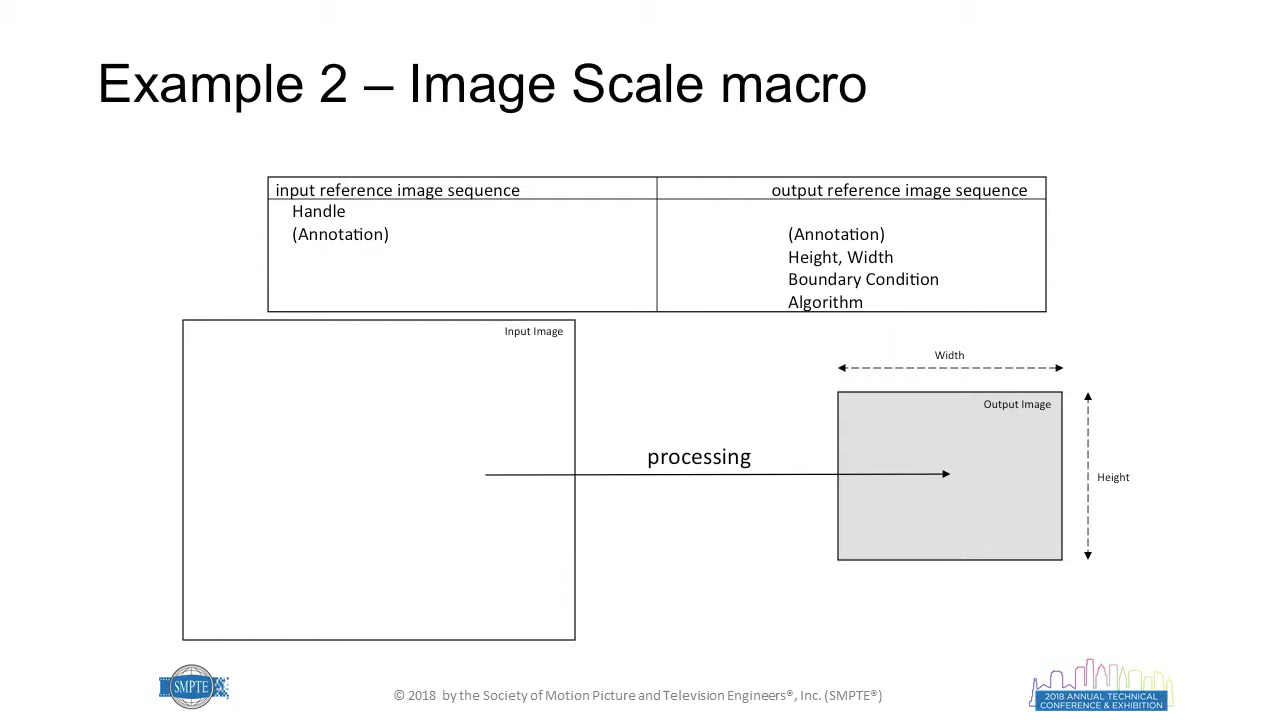 Example 2 – Image Scale macro
input reference image sequence
output reference image sequence
Handle
(Annotation)
(Annotation)
Height, Width
Boundary Condition
Algorithm
Input Image
Width
Output Image
processing
Height
SMPTE
© 2018 by the Society of Motion Picture and Television Engineers®, Inc. (SMPTE®)
2018 ANNUAL TECHNICAL
CONFERENCE & EXHIBITION